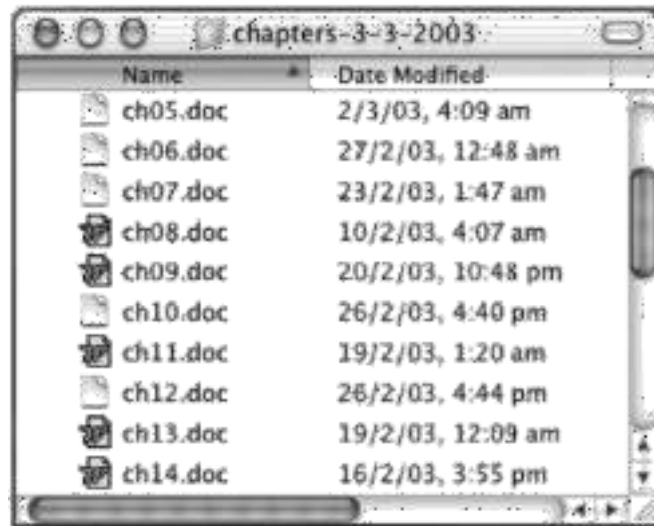 chapters-3-3-2003
Name Date Modified
ch05.doc 2/3/03, 4:09 am
ch06.doc 27/2/03, 12:48 am
ch07.doc 23/2/03, 1:47 am
ch08.doc 10/2/03, 4:07 am
ch09.doc 20/2/03, 10:48 pm
ch10.doc 26/2/03, 4:40 pm
ch11.doc 19/2/03, 1:20 am
ch12.doc 26/2/03, 4:44 pm
ch13.doc 19/2/03, 12:09 am
ch14.doc 16/2/03, 3:55 pm